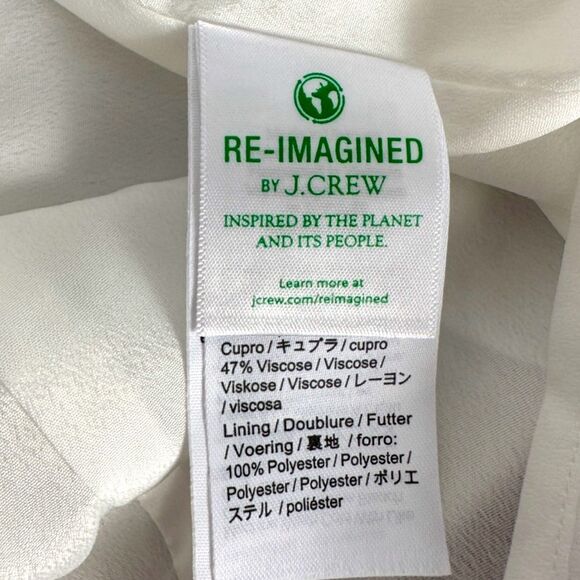 RE-IMAGINED
BY J.CREW
INSPIRED BY THE PLANET
AND ITS PEOPLE.
Learn more at
jcrew.com/reimagined
Cupro / キュプラ / cupro
47% Viscose / Viscose /
Viskose / Viscose / レーヨン
/ viscosa
Lining / Doublure / Futter
/ Voering / 裏地 / forro:
100% Polyester / Polyester /
Polyester / Polyester / ポリエ
ステル / poliéster